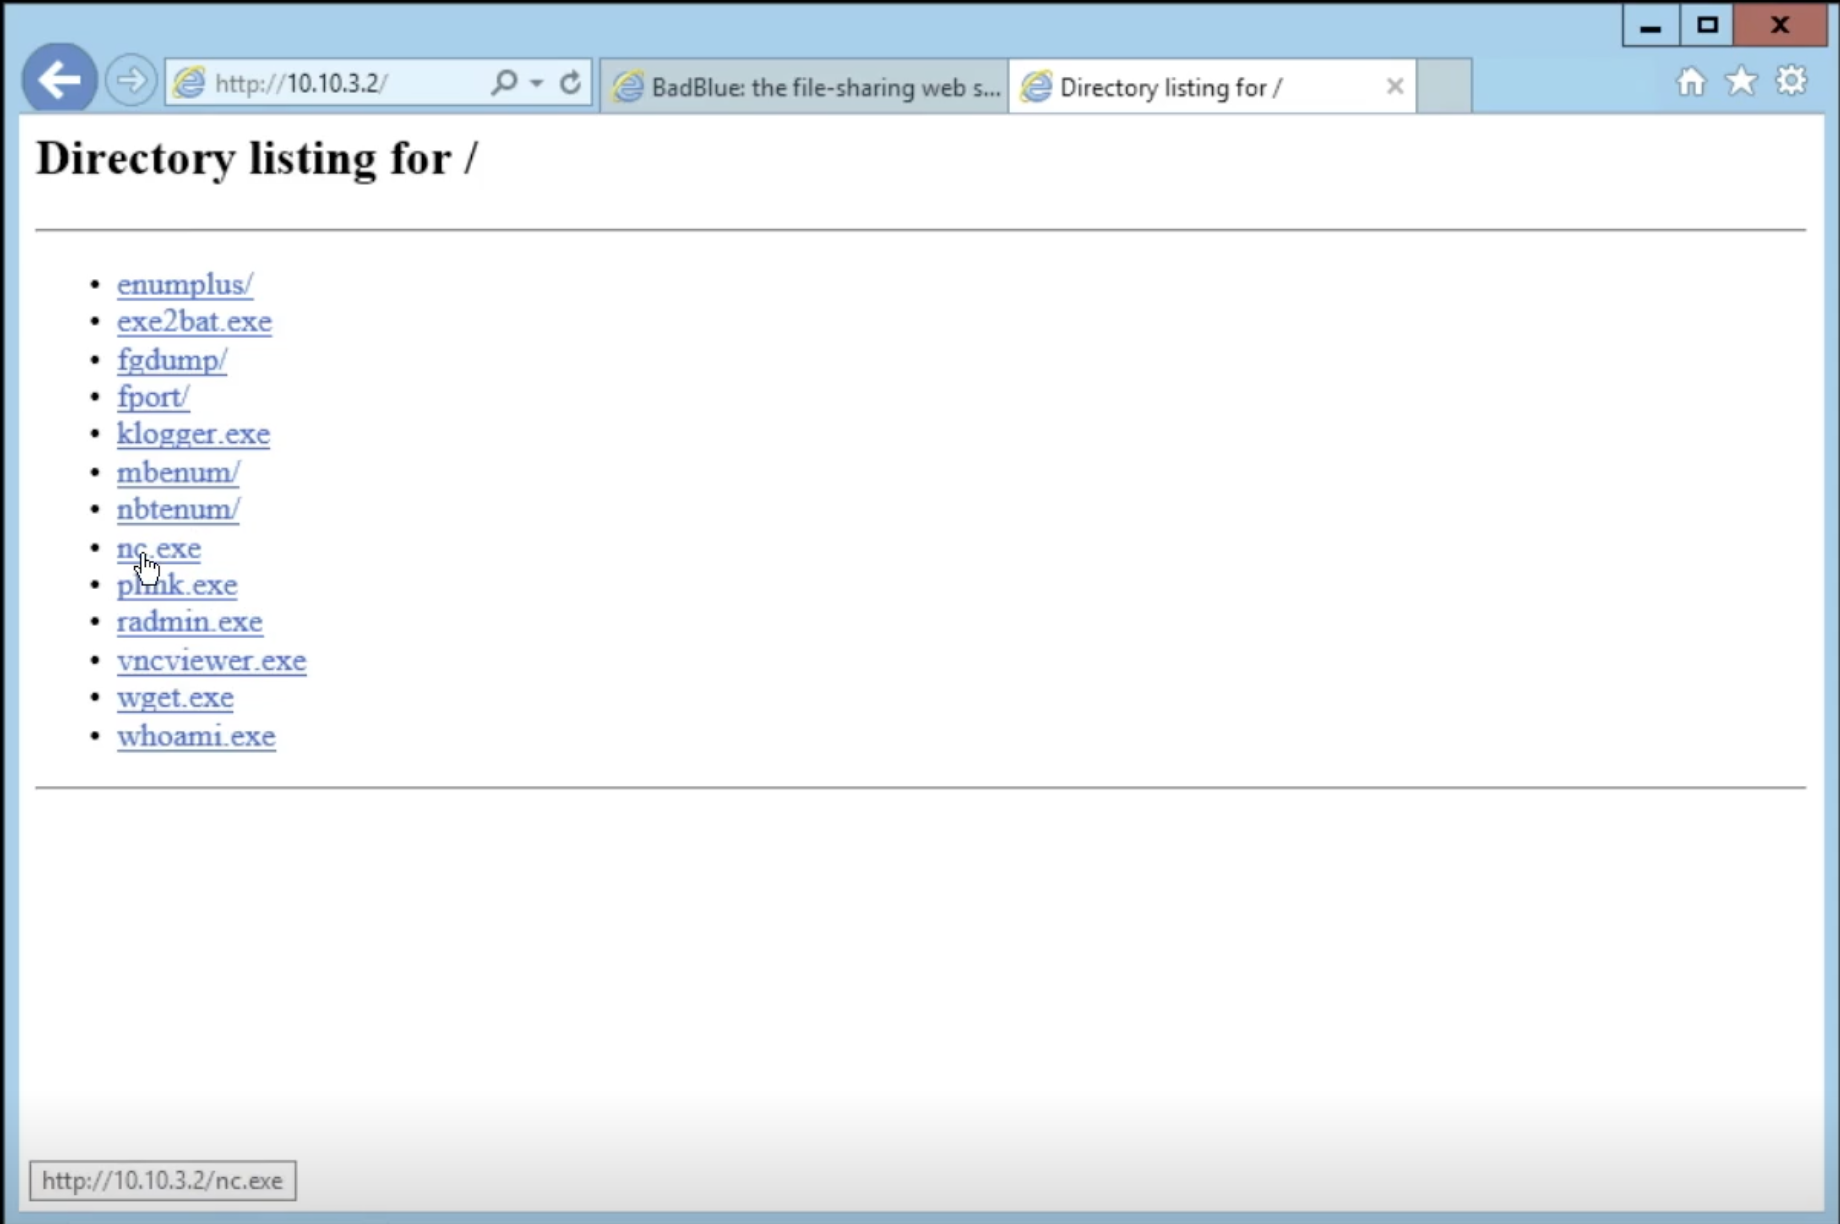 http://10.10.3.2/
BadBlue: the file-sharing web s...
Directory listing for /
X
Directory listing for /
enumplus/
exe2bat.exe
fgdump/
fport/
klogger.exe
mbenum/
nbtenum/
nc.exe
plink.exe
radmin.exe
vncviewer.exe
wget.exe
whoami.exe
http://10.10.3.2/nc.exe